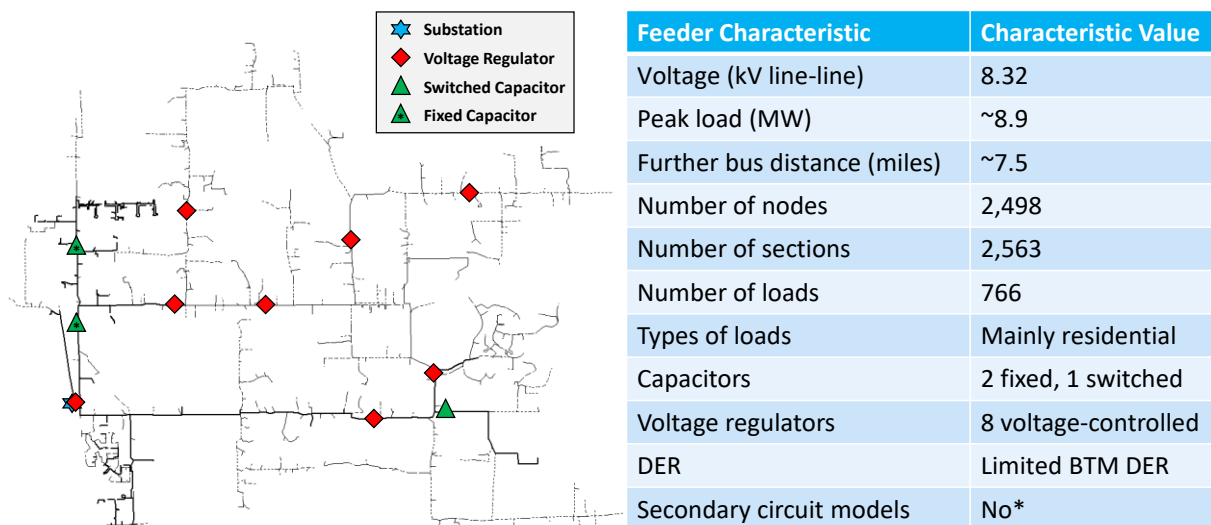 Substation
Voltage Regulator
Switched Capacitor
Fixed Capacitor
Feeder Characteristic Characteristic Value
Voltage (kV line-line) 8.32
Peak load (MW) ~8.9
Further bus distance (miles) ~7.5
Number of nodes 2,498
Number of sections 2,563
Number of loads 766
Types of loads Mainly residential
Capacitors 2 fixed, 1 switched
Voltage regulators 8 voltage-controlled
DER Limited BTM DER
Secondary circuit models No*